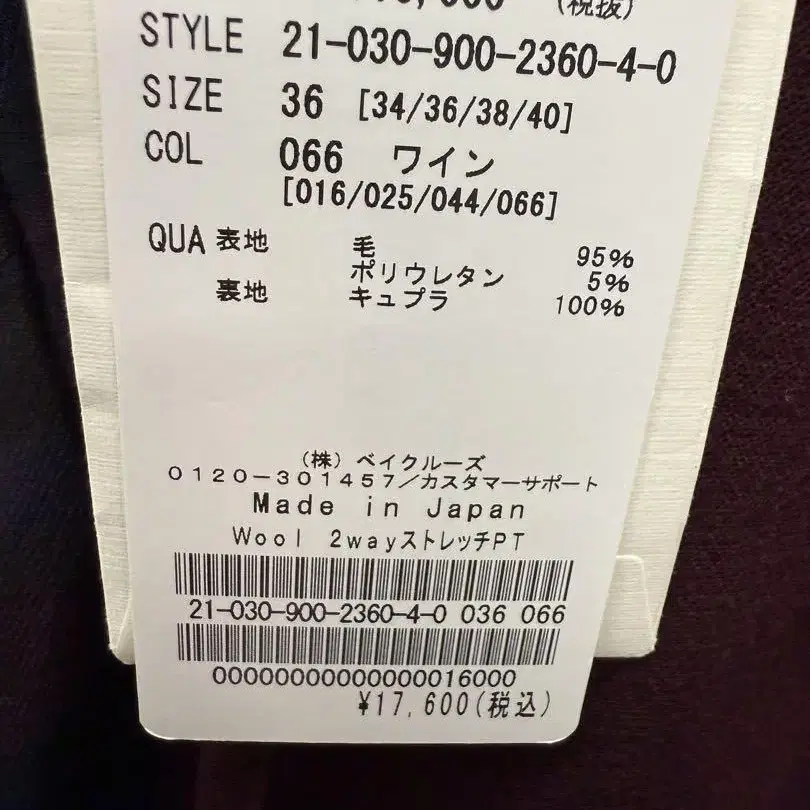 (税抜)
STYLE 21-030-900-2360-4-0
SIZE 36 [34/36/38/40]
COL 066 ワイン
[016/025/044/066]
QUA 表地 毛 95%
ポリウレタン 5%
裏地 キュプラ 100%
(株) ベイクルーズ
0120-301457/カスタマーサポート
Made in Japan
Wool 2wayストレッチPT
21-030-900-2360-4-0 036 066
00000000000000016000
¥17,600(税込)